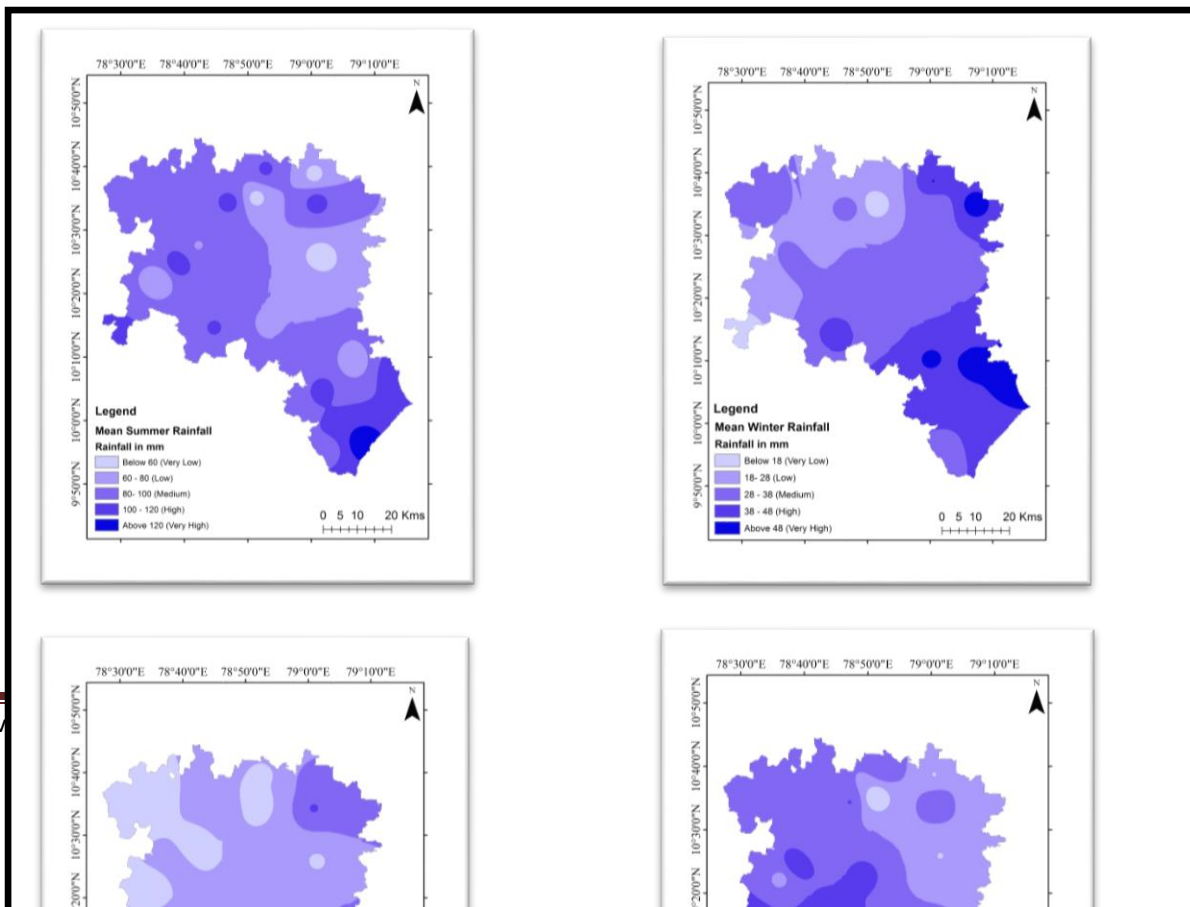 78°30'0"E 78°40'0"E 78°50'0"E 79°0'0"E 79°10'0"E
N
10°50'0"N
10°40'0"N
10°30'0"N
10°20'0"N
10°10'0"N
10°0'0"N
9°50'0"N
Legend
Mean Summer Rainfall
Rainfall in mm
Below 60 (Very Low)
60 - 80 (Low)
80- 100 (Medium)
100 - 120 (High)
Above 120 (Very High)
0 5 10 20 Kms
78°30'0"E 78°40'0"E 78°50'0"E 79°0'0"E 79°10'0"E
N
10°50'0"N
10°40'0"N
10°30'0"N
10°20'0"N
10°10'0"N
10°0'0"N
9°50'0"N
Legend
Mean Winter Rainfall
Rainfall in mm
Below 18 (Very Low)
18- 28 (Low)
28 - 38 (Medium)
38 - 48 (High)
Above 48 (Very High)
0 5 10 20 Kms
78°30'0"E 78°40'0"E 78°50'0"E 79°0'0"E 79°10'0"E
N
10°50'0"N
10°40'0"N
10°30'0"N
78°30'0"E 78°40'0"E 78°50'0"E 79°0'0"E 79°10'0"E
N
10°50'0"N
10°40'0"N
10°30'0"N